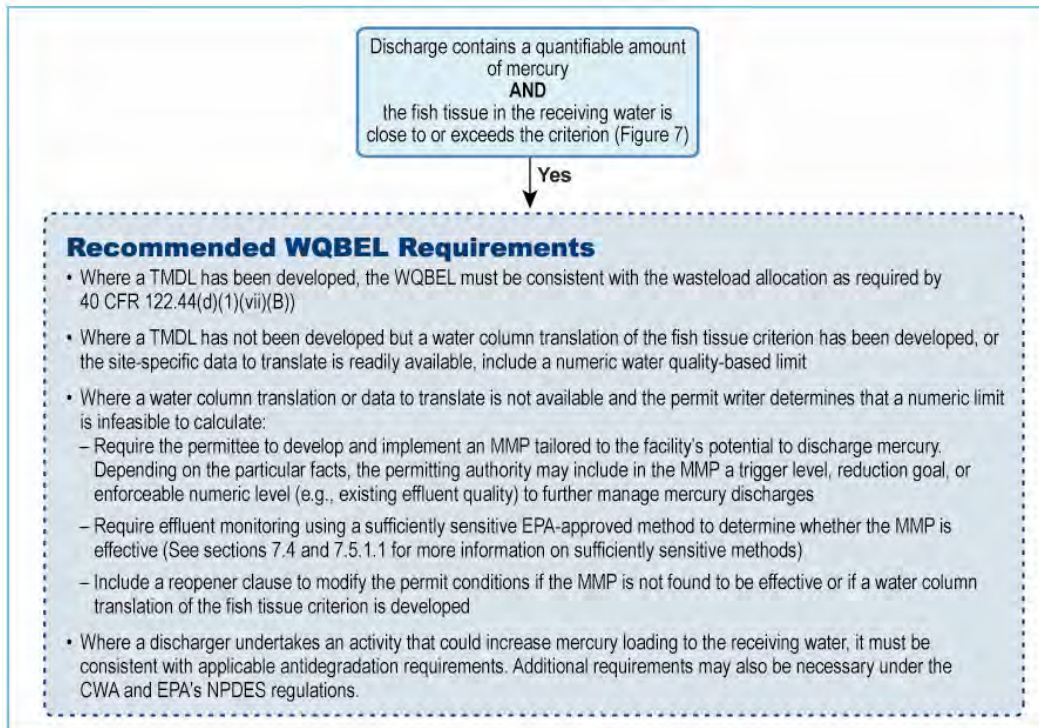 Discharge contains a quantifiable amount
of mercury
AND
the fish tissue in the receiving water is
close to or exceeds the criterion (Figure 7)
Yes
Recommended WQBEL Requirements
• Where a TMDL has been developed, the WQBEL must be consistent with the wasteload allocation as required by
40 CFR 122.44(d)(1)(vii)(B))
• Where a TMDL has not been developed but a water column translation of the fish tissue criterion has been developed, or
the site-specific data to translate is readily available, include a numeric water quality-based limit
• Where a water column translation or data to translate is not available and the permit writer determines that a numeric limit
is infeasible to calculate:
– Require the permittee to develop and implement an MMP tailored to the facility's potential to discharge mercury.
Depending on the particular facts, the permitting authority may include in the MMP a trigger level, reduction goal, or
enforceable numeric level (e.g., existing effluent quality) to further manage mercury discharges
– Require effluent monitoring using a sufficiently sensitive EPA-approved method to determine whether the MMP is
effective (See sections 7.4 and 7.5.1.1 for more information on sufficiently sensitive methods)
– Include a reopener clause to modify the permit conditions if the MMP is not found to be effective or if a water column
translation of the fish tissue criterion is developed
• Where a discharger undertakes an activity that could increase mercury loading to the receiving water, it must be
consistent with applicable antidegradation requirements. Additional requirements may also be necessary under the
CWA and EPA's NPDES regulations.